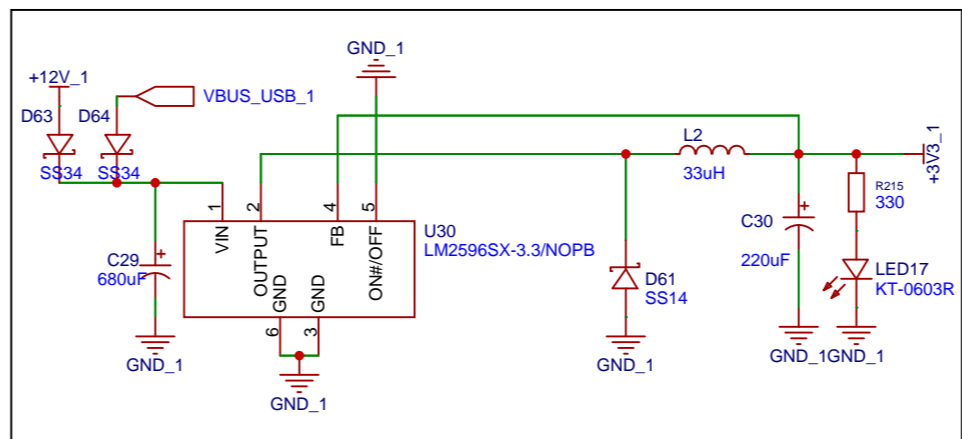 GND_1
+12V_1
D63
D64
VBUS_USB_1
SS34
SS34
L2
33uH
+3V3_1
R215
330
1
2
4
5
VIN
OUTPUT
FB
ON#/OFF
GND
GND
6
3
U30
LM2596SX-3.3/NOPB
C29
680uF
+
C30
+
220uF
D61
SS14
LED17
KT-0603R
GND_1
GND_1
GND_1
GND_1
GND_1